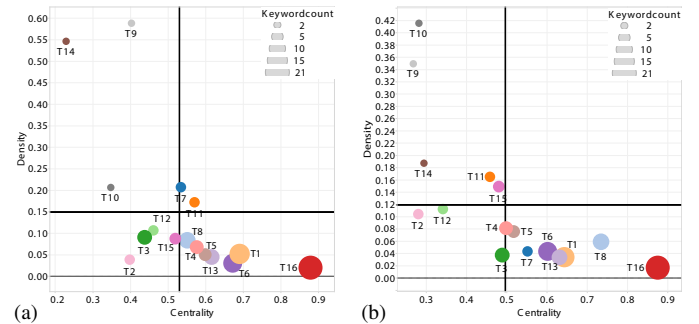 Keywordcount
2
5
10
15
21
0.60
0.55
0.50
0.45
0.40
0.35
0.30
0.25
0.20
0.15
0.10
0.05
0.00
Density
T9
T14
T10
T7
T11
T12
T3
T15
T8
T4
T5
T13
T1
T6
T2
T16
0.2 0.3 0.4 0.5 0.6 0.7 0.8 0.9
Centrality
(a)
Keywordcount
2
5
10
15
21
0.42
0.40
0.38
0.36
0.34
0.32
0.30
0.28
0.26
0.24
0.22
0.20
0.18
0.16
0.14
0.12
0.10
0.08
0.06
0.04
0.02
0.00
Density
T10
T9
T14
T11
T15
T2
T12
T4
T5
T6
T1
T8
T3
T7
T13
T16
0.3 0.4 0.5 0.6 0.7 0.8 0.9
Centrality
(b)